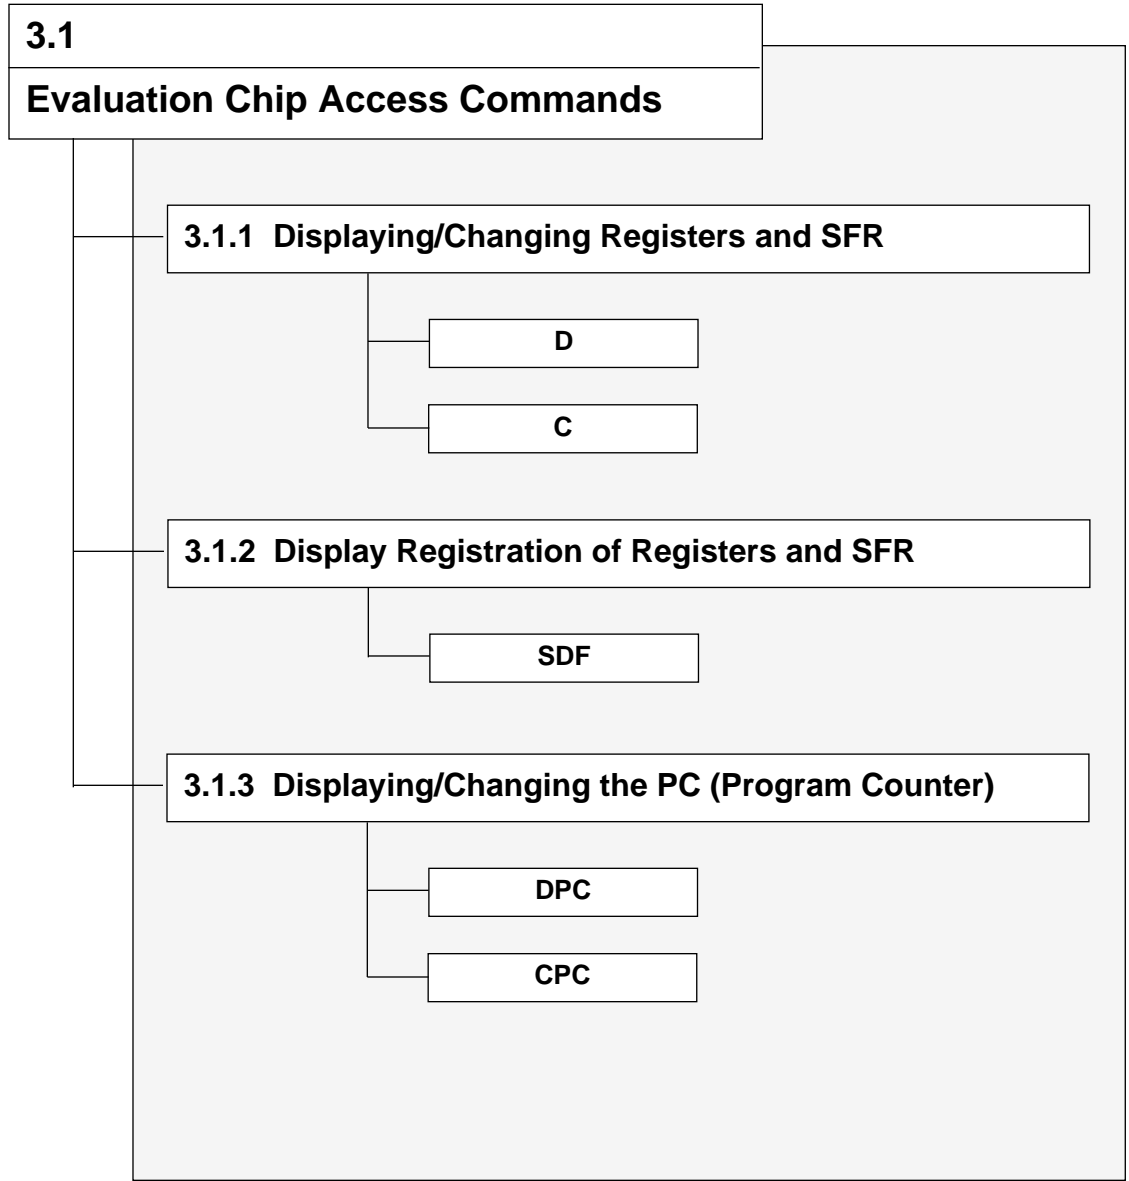 3.1
Evaluation Chip Access Commands
3.1.1 Displaying/Changing Registers and SFR
D
C
3.1.2 Display Registration of Registers and SFR
SDF
3.1.3 Displaying/Changing the PC (Program Counter)
DPC
CPC